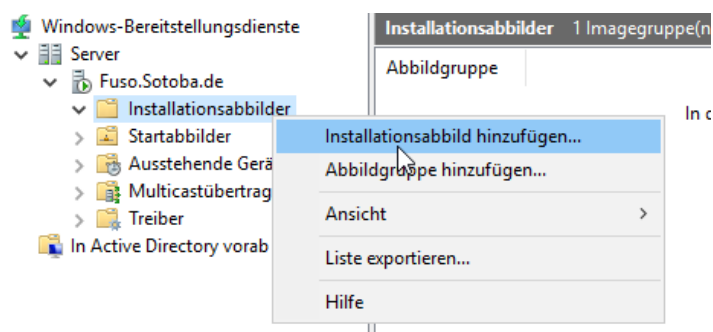 Windows-Bereitstellungsdienste
Server
Fuso.Sotoba.de
Installationsabbilder
Startabbilder
Ausstehende Gerä
Multicastübertrag
Treiber
In Active Directory vorab
Installationsabbilder 1 Imagegruppe(n
Abbildgruppe
In d
Installationsabbild hinzufügen...
Abbildgruppe hinzufügen...
Ansicht
Liste exportieren...
Hilfe